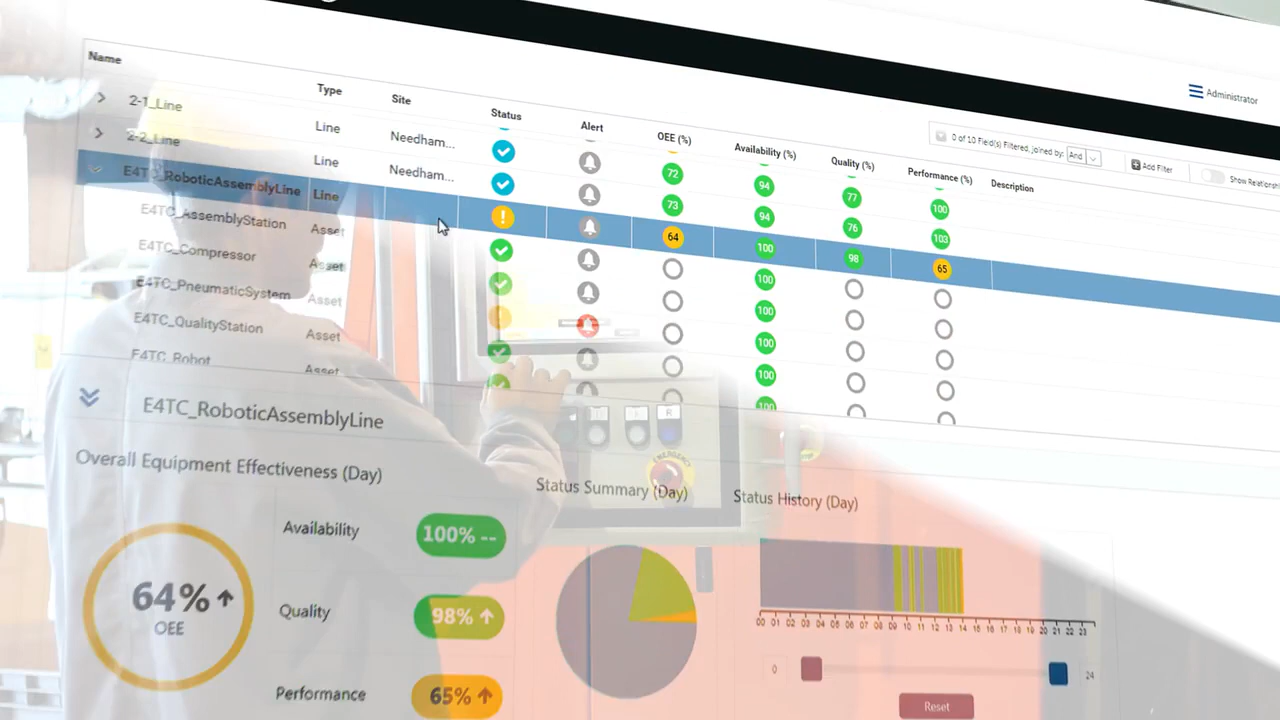 Administrator
0 of 10 Field(s) Filtered, joined by: And
Add Filter
Show Relationsh
Name Type Site Status Alert OEE (%) Availability (%) Quality (%) Performance (%) Description
2-1_Line Line Needham... 72 94 77 100
2-2_Line Line Needham... 73 94 76 103
E4TC_RoboticAssemblyLine Line ! 64 100 98 65
E4TC_AssemblyStation Asset 100
E4TC_Compressor Asset 100
E4TC_PneumaticSystem Asset 100
E4TC_QualityStation Asset 100
E4TC_Robot Asset 100
E4TC_RoboticAssemblyLine
Overall Equipment Effectiveness (Day)
64%
OEE
Availability 100% --
Quality 98%
Performance 65%
R
EMERGENCY
Status Summary (Day)
Status History (Day)
00 01 02 03 04 05 06 07 08 09 10 11 12 13 14 15 16 17 18 19 20 21 22 23
0 24
Reset